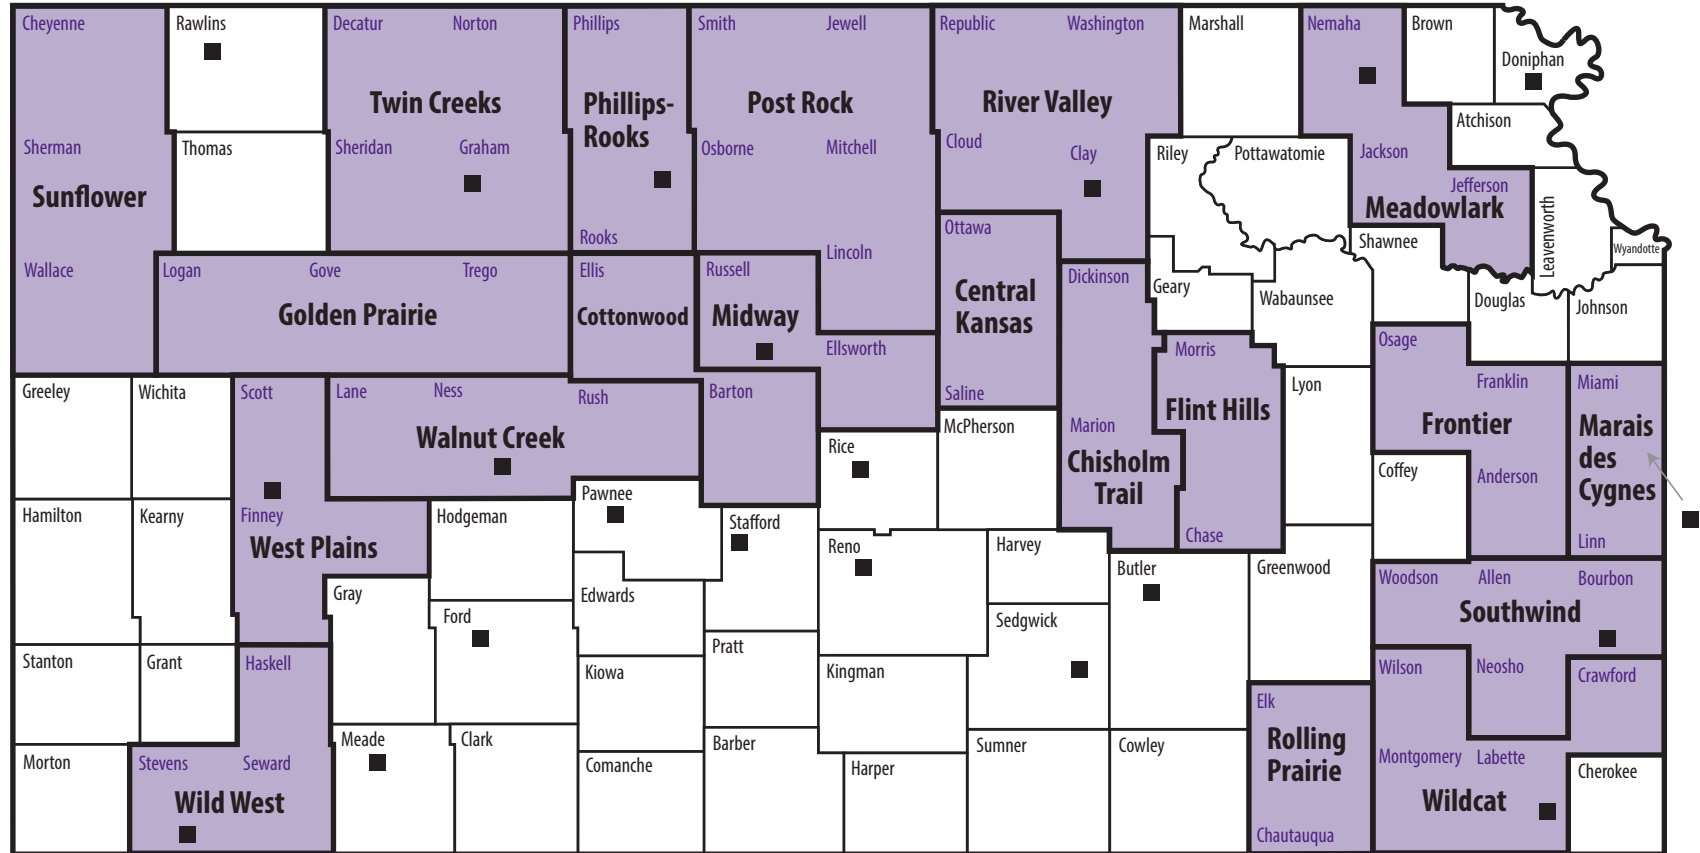 Cheyenne
Rawlins
Decatur
Norton
Phillips
Smith
Jewell
Republic
Washington
Marshall
Nemaha
Brown
Doniphan
Twin Creeks
Phillips-
Rooks
Post Rock
River Valley
Atchison
Sherman
Thomas
Sheridan
Graham
Osborne
Mitchell
Cloud
Clay
Riley
Pottawatomie
Jackson
Jefferson
Meadowlark
Sunflower
Rooks
Lincoln
Ottawa
Shawnee
Leavenworth
Wyandotte
Wallace
Logan
Gove
Trego
Ellis
Russell
Dickinson
Geary
Wabaunsee
Douglas
Johnson
Golden Prairie
Cottonwood
Midway
Central
Kansas
Ellsworth
Morris
Osage
Greeley
Wichita
Scott
Lane
Ness
Rush
Barton
Saline
Lyon
Franklin
Miami
Walnut Creek
McPherson
Marion
Flint Hills
Frontier
Marais
des
Cygnes
Rice
Chisholm
Trail
Coffey
Anderson
Hamilton
Kearny
Finney
Hodgeman
Pawnee
Stafford
West Plains
Reno
Harvey
Chase
Linn
Gray
Ford
Edwards
Butler
Greenwood
Woodson
Allen
Bourbon
Southwind
Sedgwick
Stanton
Grant
Haskell
Kiowa
Pratt
Kingman
Wilson
Neosho
Crawford
Elk
Rolling
Prairie
Morton
Stevens
Seward
Meade
Clark
Comanche
Barber
Harper
Sumner
Cowley
Montgomery
Labette
Cherokee
Wild West
Wildcat
Chautauqua